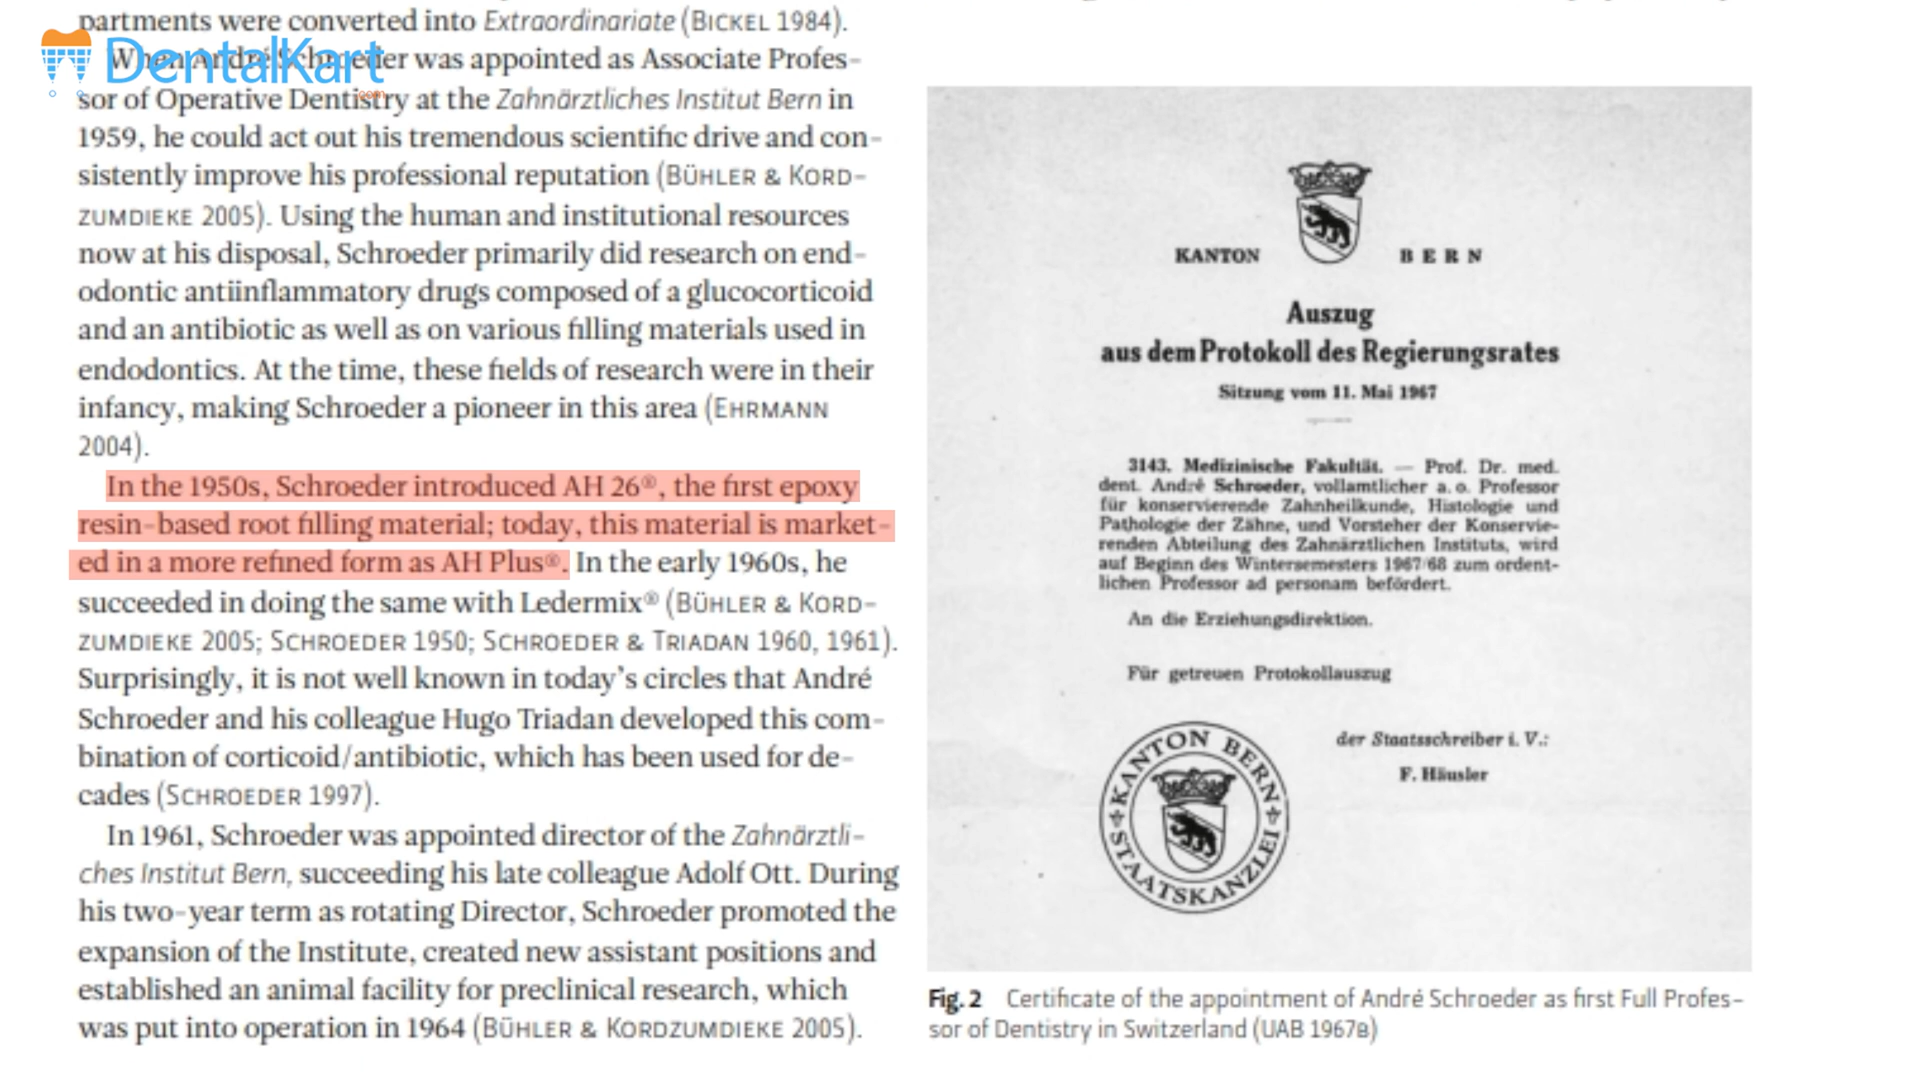 partments were converted into Extraordinariate (BICKEL 1984).
DentalKart
.com
When André Schroeder was appointed as Associate Profes-
sor of Operative Dentistry at the Zahnärztliches Institut Bern in
1959, he could act out his tremendous scientific drive and con-
sistently improve his professional reputation (BÜHLER & KORD-
ZUMDIEKE 2005). Using the human and institutional resources
now at his disposal, Schroeder primarily did research on end-
odontic antiinflammatory drugs composed of a glucocorticoid
and an antibiotic as well as on various filling materials used in
endodontics. At the time, these fields of research were in their
infancy, making Schroeder a pioneer in this area (EHRMANN
2004).
In the 1950s, Schroeder introduced AH 26®, the first epoxy
resin-based root filling material; today, this material is market-
ed in a more refined form as AH Plus®. In the early 1960s, he
succeeded in doing the same with Ledermix® (BÜHLER & KORD-
ZUMDIEKE 2005; SCHROEDER 1950; SCHROEDER & TRIADAN 1960, 1961).
Surprisingly, it is not well known in today's circles that André
Schroeder and his colleague Hugo Triadan developed this com-
bination of corticoid/antibiotic, which has been used for de-
cades (SCHROEDER 1997).
In 1961, Schroeder was appointed director of the Zahnärztli-
ches Institut Bern, succeeding his late colleague Adolf Ott. During
his two-year term as rotating Director, Schroeder promoted the
expansion of the Institute, created new assistant positions and
established an animal facility for preclinical research, which
was put into operation in 1964 (BÜHLER & KORDZUMDIEKE 2005).
KANTON BERN
Auszug
aus dem Protokoll des Regierungsrates
Sitzung vom 11. Mai 1967
3143. Medizinische Fakultät. — Prof. Dr. med.
dent. André Schroeder, vollamtlicher a. o. Professor
für konservierende Zahnheilkunde, Histologie und
Pathologie der Zähne, und Vorsteher der Konservie-
renden Abteilung des Zahnärztlichen Instituts, wird
auf Beginn des Wintersemesters 1967/68 zum ordent-
lichen Professor ad personam befördert.
An die Erziehungsdirektion.
Für getreuen Protokollauszug
der Staatsschreiber i. V.:
F. Häusler
KANTON BERN
STAATSKANZLEI
Fig. 2 Certificate of the appointment of André Schroeder as first Full Profes-
sor of Dentistry in Switzerland (UAB 1967B)